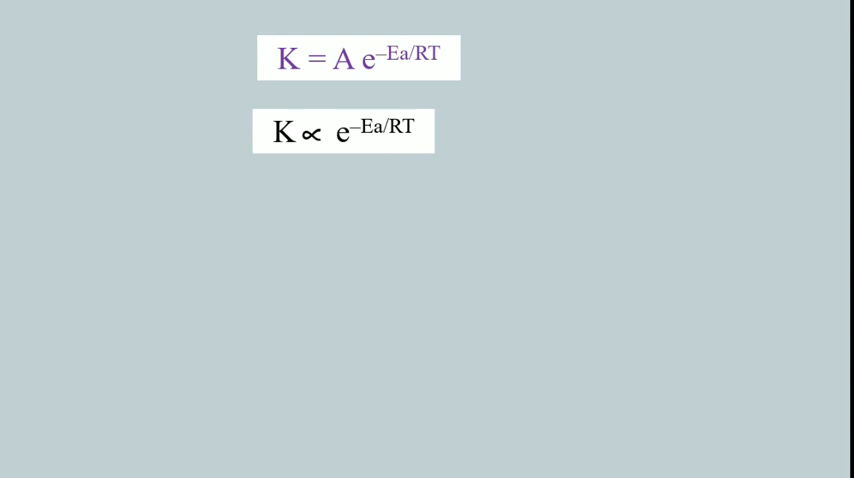 K = A e–Ea/RT
K ∝ e–Ea/RT